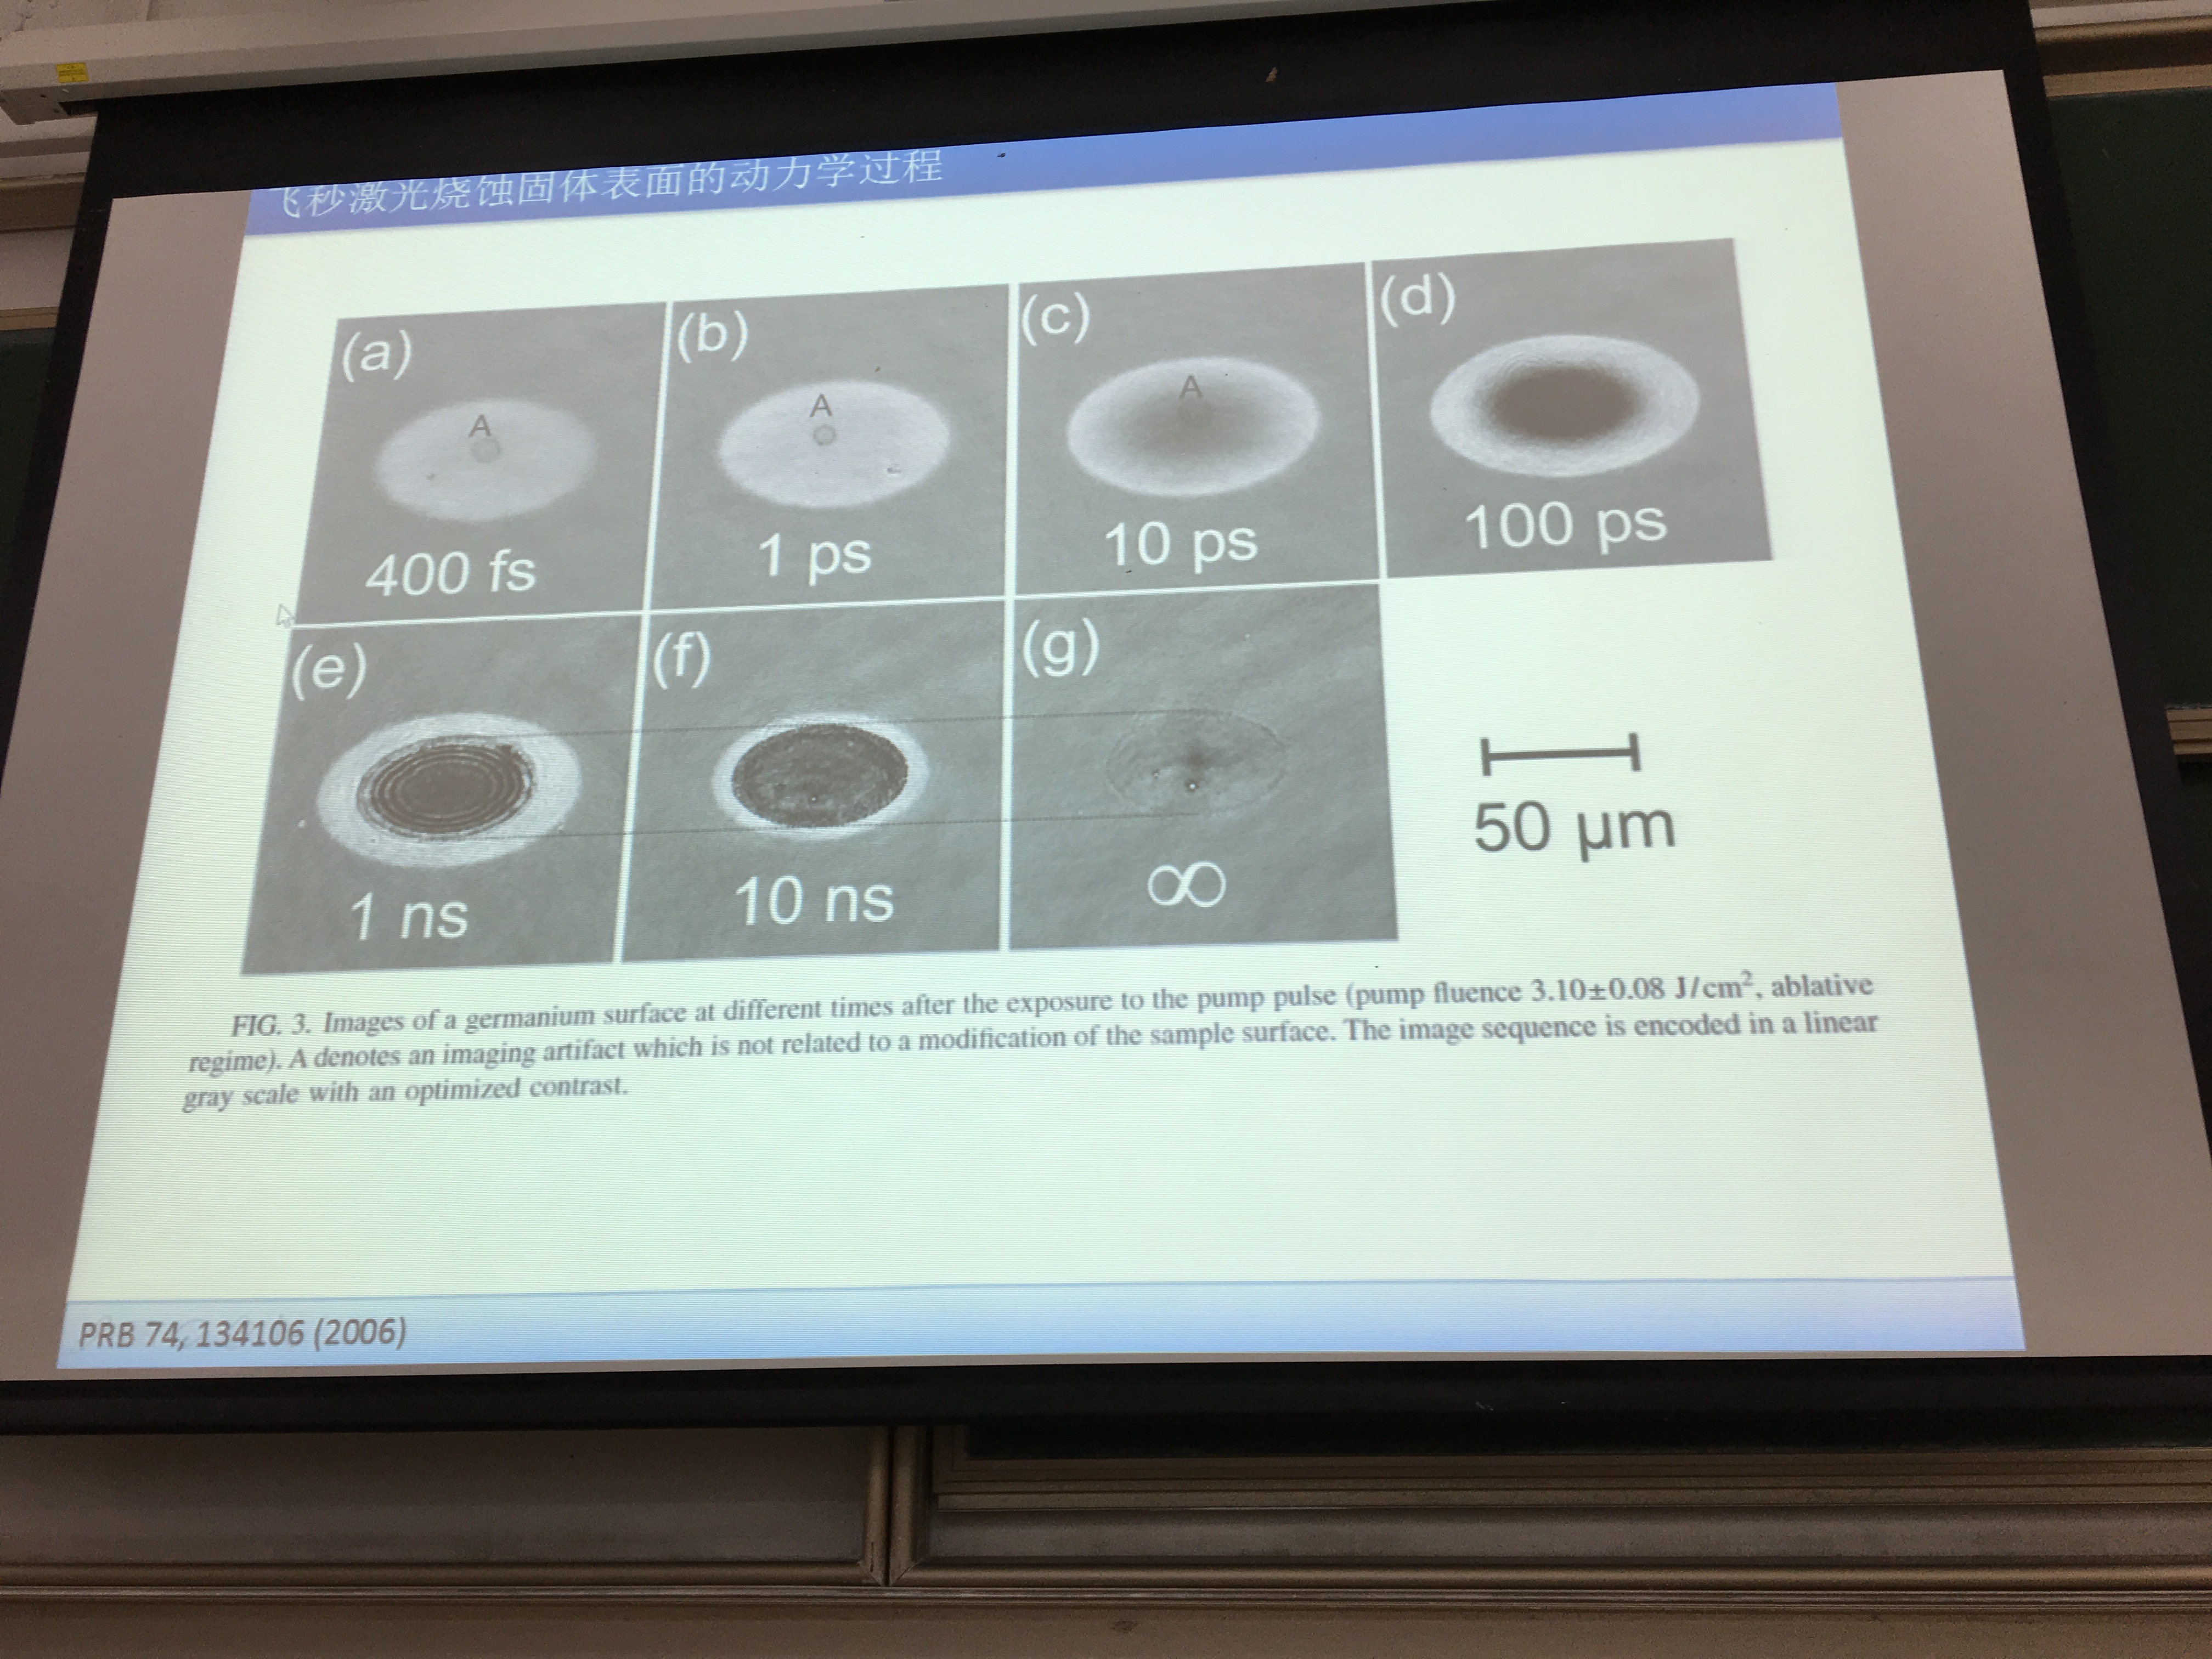 飞秒激光烧蚀固体表面的动力学过程
(a)
A
400 fs
(b)
A
1 ps
(c)
A
10 ps
(d)
100 ps
(e)
1 ns
(f)
10 ns
(g)
∞
50 µm
FIG. 3. Images of a germanium surface at different times after the exposure to the pump pulse (pump fluence 3.10±0.08 J/cm², ablative
regime). A denotes an imaging artifact which is not related to a modification of the sample surface. The image sequence is encoded in a linear
gray scale with an optimized contrast.
PRB 74, 134106 (2006)